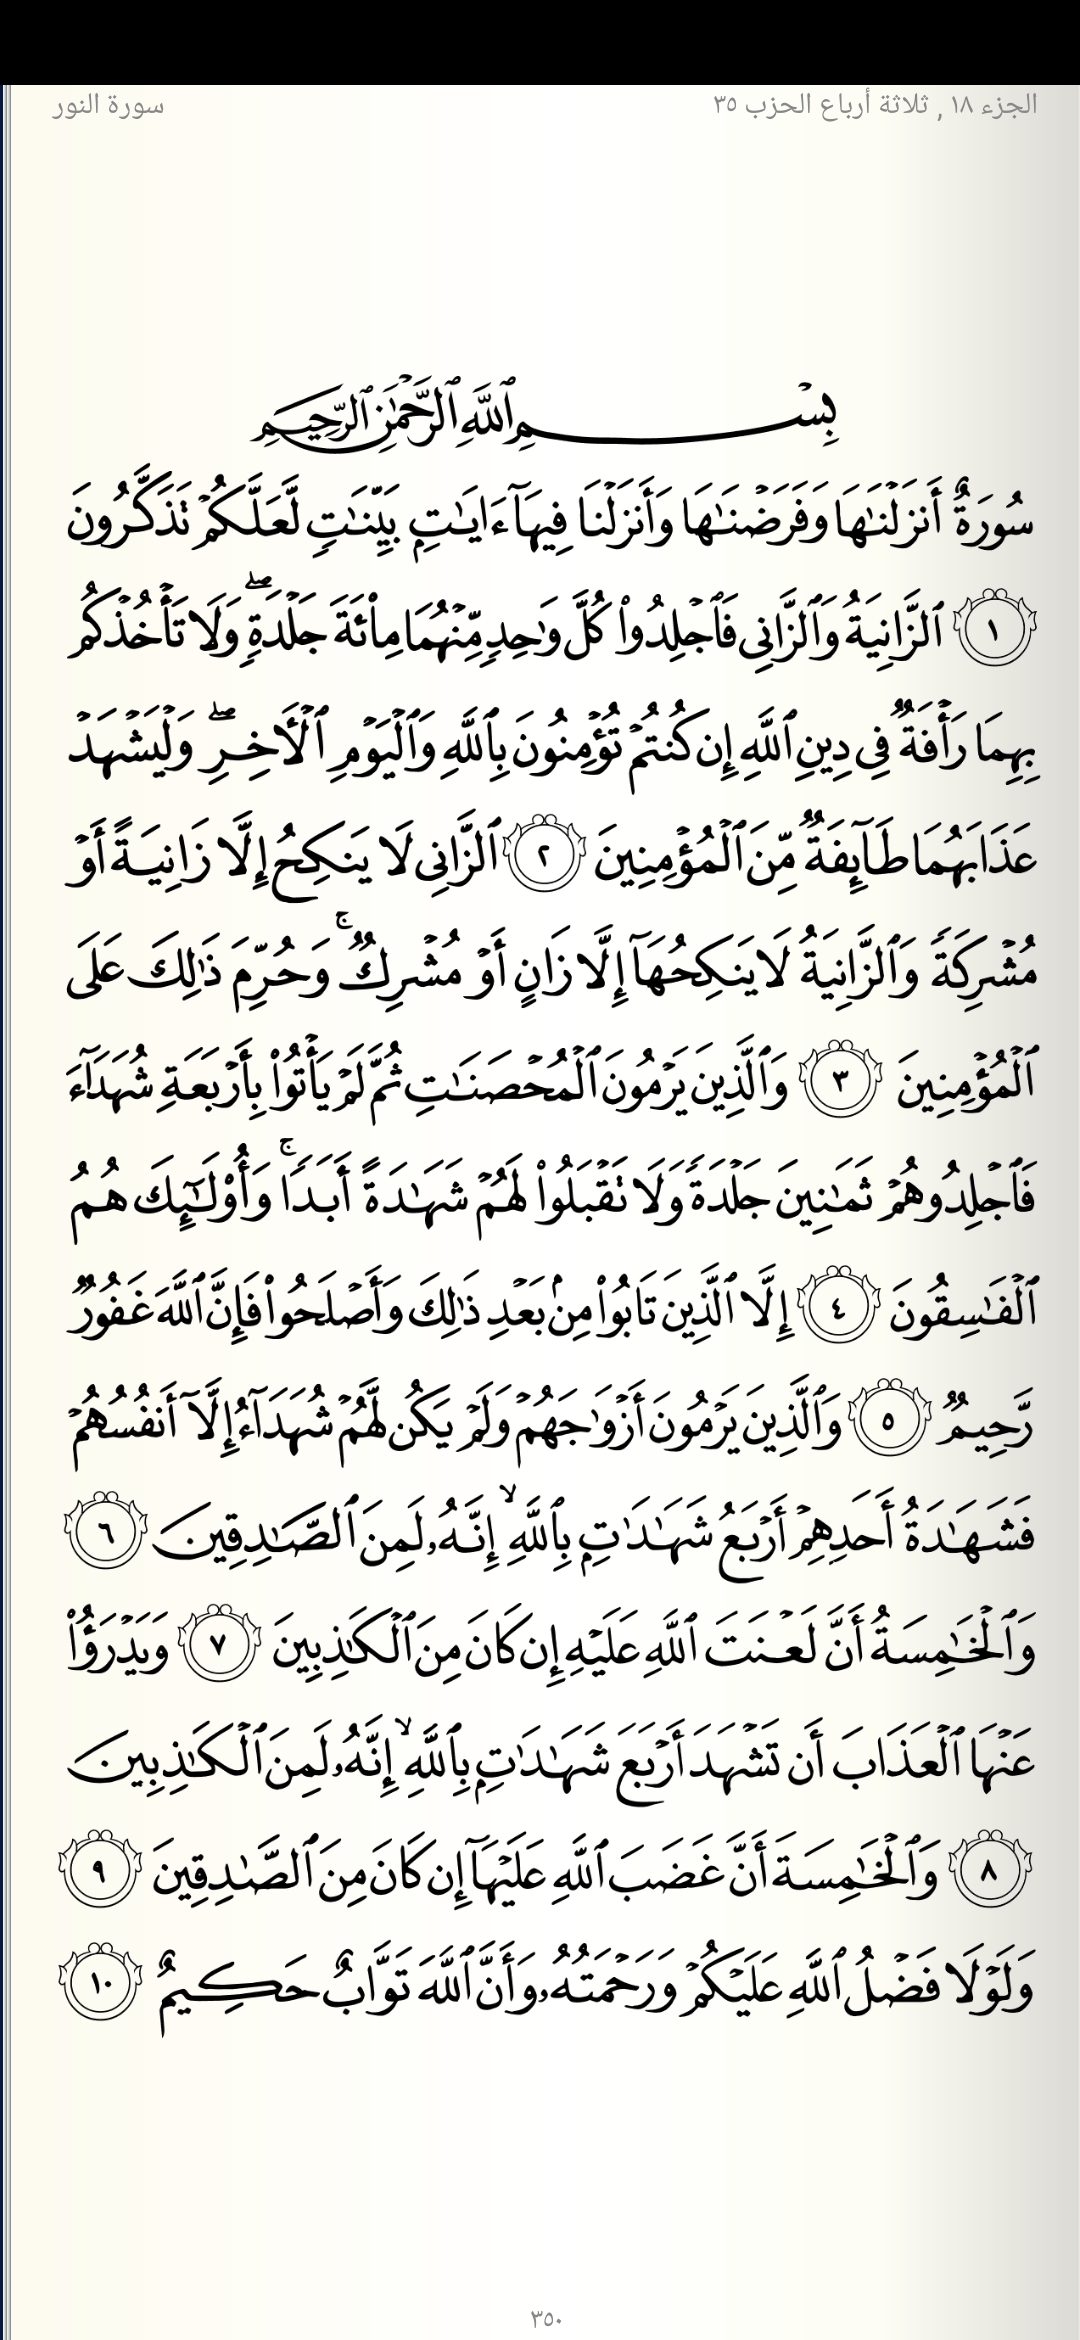 الجزء ١٨ , ثلاثة أرباع الحزب ٣٥
سورة النور
بِسْمِ ٱللَّهِ ٱلرَّحْمَٰنِ ٱلرَّحِيمِ
سُورَةٌ أَنزَلْنَٰهَا وَفَرَضْنَٰهَا وَأَنزَلْنَا فِيهَآ ءَايَٰتٍۭ بَيِّنَٰتٍ لَّعَلَّكُمْ تَذَكَّرُونَ
١ ٱلزَّانِيَةُ وَٱلزَّانِى فَٱجْلِدُوا۟ كُلَّ وَٰحِدٍ مِّنْهُمَا مِا۟ئَةَ جَلْدَةٍ ۖ وَلَا تَأْخُذْكُم
بِهِمَا رَأْفَةٌ فِى دِينِ ٱللَّهِ إِن كُنتُمْ تُؤْمِنُونَ بِٱللَّهِ وَٱلْيَوْمِ ٱلْءَاخِرِ ۖ وَلْيَشْهَدْ
عَذَابَهُمَا طَآئِفَةٌ مِّنَ ٱلْمُؤْمِنِينَ ٢ ٱلزَّانِى لَا يَنكِحُ إِلَّا زَانِيَةً أَوْ
مُشْرِكَةً وَٱلزَّانِيَةُ لَا يَنكِحُهَآ إِلَّا زَانٍ أَوْ مُشْرِكٌ ۚ وَحُرِّمَ ذَٰلِكَ عَلَى
ٱلْمُؤْمِنِينَ ٣ وَٱلَّذِينَ يَرْمُونَ ٱلْمُحْصَنَٰتِ ثُمَّ لَمْ يَأْتُوا۟ بِأَرْبَعَةِ شُهَدَآءَ
فَٱجْلِدُوهُمْ ثَمَٰنِينَ جَلْدَةً وَلَا تَقْبَلُوا۟ لَهُمْ شَهَٰدَةً أَبَدًا ۚ وَأُو۟لَٰٓئِكَ هُمُ
ٱلْفَٰسِقُونَ ٤ إِلَّا ٱلَّذِينَ تَابُوا۟ مِنۢ بَعْدِ ذَٰلِكَ وَأَصْلَحُوا۟ فَإِنَّ ٱللَّهَ غَفُورٌ
رَّحِيمٌ ٥ وَٱلَّذِينَ يَرْمُونَ أَزْوَٰجَهُمْ وَلَمْ يَكُن لَّهُمْ شُهَدَآءُ إِلَّآ أَنفُسُهُمْ
فَشَهَٰدَةُ أَحَدِهِمْ أَرْبَعُ شَهَٰدَٰتٍۭ بِٱللَّهِ ۙ إِنَّهُۥ لَمِنَ ٱلصَّٰدِقِينَ ٦
وَٱلْخَٰمِسَةُ أَنَّ لَعْنَتَ ٱللَّهِ عَلَيْهِ إِن كَانَ مِنَ ٱلْكَٰذِبِينَ ٧ وَيَدْرَؤُا۟
عَنْهَا ٱلْعَذَابَ أَن تَشْهَدَ أَرْبَعَ شَهَٰدَٰتٍۭ بِٱللَّهِ ۙ إِنَّهُۥ لَمِنَ ٱلْكَٰذِبِينَ
٨ وَٱلْخَٰمِسَةَ أَنَّ غَضَبَ ٱللَّهِ عَلَيْهَآ إِن كَانَ مِنَ ٱلصَّٰدِقِينَ ٩
وَلَوْلَا فَضْلُ ٱللَّهِ عَلَيْكُمْ وَرَحْمَتُهُۥ وَأَنَّ ٱللَّهَ تَوَّابٌ حَكِيمٌ ١٠
٣٥٠